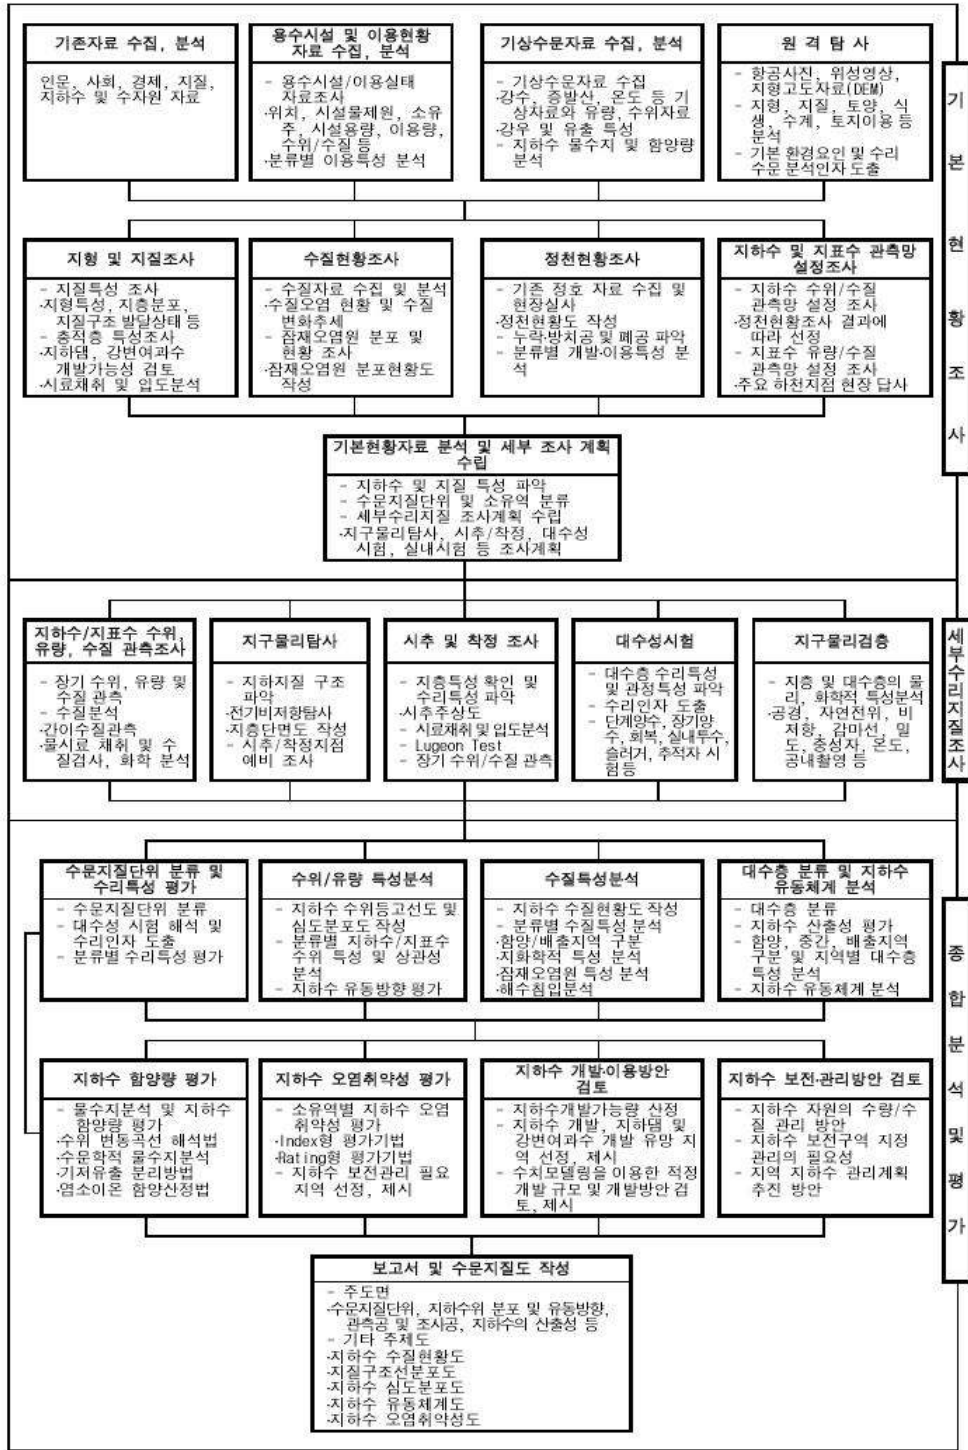 기존자료 수집, 분석
인문, 사회, 경제, 지질,
지하수 및 수자원 자료
용수시설 및 이용현황
자료 수집, 분석
- 용수시설/이용실태
자료조사
·위치, 시설물제원, 소유
주, 시설용량, 이용량,
수위/수질 등
·분류별 이용특성 분석
기상수문자료 수집, 분석
- 기상수문자료 수집
·강수, 증발산, 온도 등 기
상자료와 유량, 수위자료
·강우 및 유출 특성
- 지하수 물수지 및 함양량
분석
원 격 탐 사
- 항공사진, 위성영상,
지형고도자료(DEM)
- 지형, 지질, 토양, 식
생, 수계, 토지이용 등
분석
- 기본 환경요인 및 수리
수문 분석인자 도출
기
본
현
황
조
사
지형 및 지질조사
- 지질특성 조사
·지형특성, 지층분포,
지질구조 발달상태 등
- 충적층 특성조사
·지하댐, 강변여과수
개발가능성 검토
·시료채취 및 입도분석
수질현황조사
- 수질자료 수집 및 분석
·수질오염 현황 및 수질
변화추세
- 잠재오염원 분포 및
현황 조사
·잠재오염원 분포현황도
작성
정천현황조사
- 기존 정호 자료 수집 및
현장실사
·정천현황도 작성
- 누락·방치공 및 폐공 파악
- 분류별 개발·이용특성 분
석
지하수 및 지표수 관측망
설정조사
- 지하수 수위/수질
관측망 설정 조사
·정천현황조사 결과에
따라 선정
- 지표수 유량/수질
관측망 설정 조사
·주요 하천지점 현장 답사
기본현황자료 분석 및 세부 조사 계획
수립
- 지하수 및 지질 특성 파악
- 수문지질단위 및 소유역 분류
- 세부수리지질 조사계획 수립
·지구물리탐사, 시추/착정, 대수성
시험, 실내시험 등 조사계획
지하수/지표수 수위,
유량, 수질 관측조사
- 장기 수위, 유량 및
수질 관측
- 수질분석
·간이수질관측
·물시료 채취 및 수
질검사, 화학 분석
지구물리탐사
- 지하지질 구조
파악
·전기비저항탐사
·지층단면도 작성
- 시추/착정지점
예비 조사
시추 및 착정 조사
- 지층특성 확인 및
수리특성 파악
·시추주상도
- 시료채취 및 입도분석
- Lugeon Test
- 장기 수위/수질 관측
대수성시험
- 대수층 수리특성
및 관정특성 파악
- 수리인자 도출
- 단계양수, 장기양
수, 회복, 실내투수,
슬러거, 추적자 시
험등
지구물리검층
- 지층 및 대수층의 물
리, 화학적 특성분석
·공경, 자연전위, 비
저항, 감마선, 밀
도, 중성자, 온도,
공내촬영 등
세
부
수
리
지
질
조
사
수문지질단위 분류 및
수리특성 평가
- 수문지질단위 분류
- 대수성 시험 해석 및
수리인자 도출
- 분류별 수리특성 평가
수위/유량 특성분석
- 지하수 수위등고선도 및
심도분포도 작성
- 분류별 지하수/지표수
수위 특성 및 상관성
분석
- 지하수 유동방향 평가
수질특성분석
- 지하수 수질현황도 작성
- 분류별 수질특성 분석
·함양/배출지역 구분
·지화학적 특성 분석
·잠재오염원 특성 분석
·해수침입분석
대수층 분류 및 지하수
유동체계 분석
- 대수층 분류
- 지하수 산출성 평가
- 함양, 중간, 배출지역
구분 및 지역별 대수층
특성 분석
- 지하수 유동체계 분석
종
합
분
석
및
평
가
지하수 함양량 평가
- 물수지분석 및 지하수
함양량 평가
·수위 변동곡선 해석법
·수문학적 물수지분석
·기저유출 분리방법
·염소이온 함양산정법
지하수 오염취약성 평가
- 소유역별 지하수 오염
취약성 평가
·Index형 평가기법
·Rating형 평가기법
- 지하수 보전관리 필요
지역 선정, 제시
지하수 개발·이용방안
검토
- 지하수개발가능량 산정
- 지하수 개발, 지하댐 및
강변여과수 개발 유망 지
역 선정, 제시
- 수치모델링을 이용한 적정
개발 규모 및 개발방안 검
토, 제시
지하수 보전·관리방안 검토
- 지하수 자원의 수량/수
질 관리 방안
- 지하수 보전구역 지정
관리의 필요성
- 지역 지하수 관리계획
추진 방안
보고서 및 수문지질도 작성
- 주도면
·수문지질단위, 지하수위 분포 및 유동방향,
관측공 및 조사공, 지하수의 산출성 등
- 기타 주제도
·지하수 수질현황도
·지질구조선분포도
·지하수 심도분포도
·지하수 유동체계도
·지하수 오염취약성도